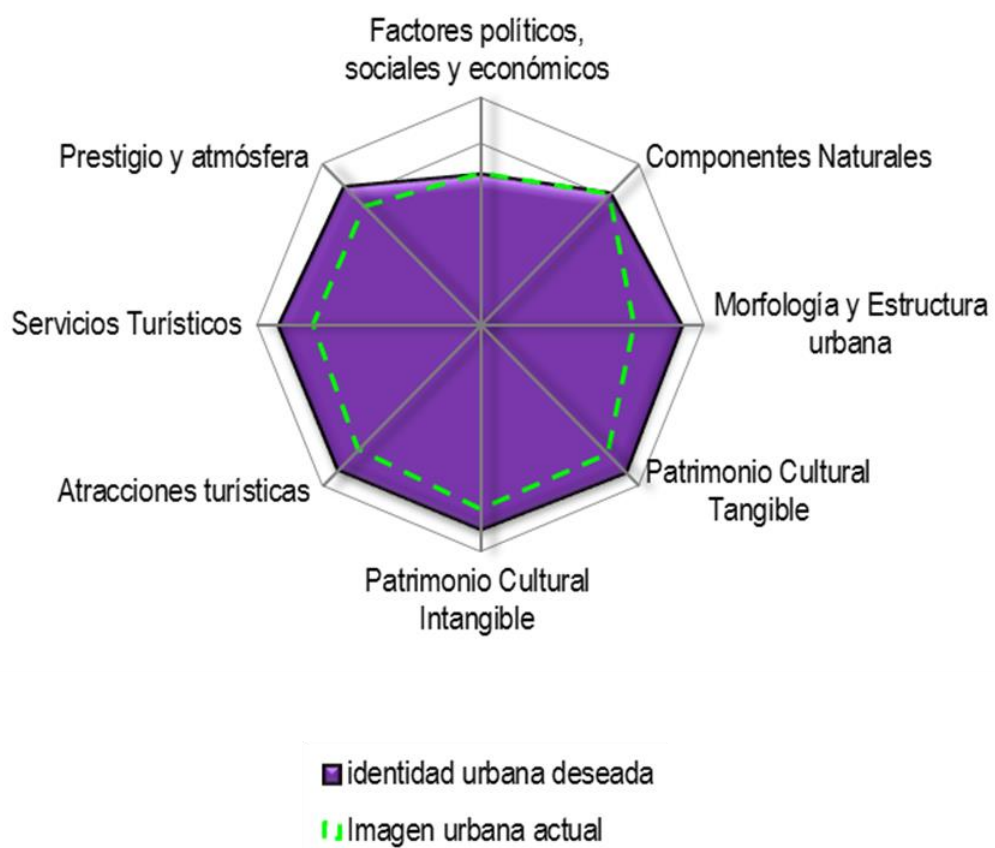 Factores políticos,
sociales y económicos
Prestigio y atmósfera
Componentes Naturales
Servicios Turísticos
Morfología y Estructura
urbana
Atracciones turísticas
Patrimonio Cultural
Tangible
Patrimonio Cultural
Intangible
identidad urbana deseada
Imagen urbana actual